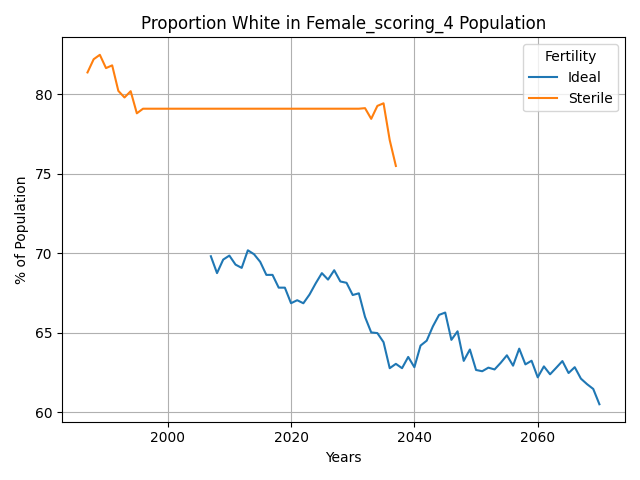 Proportion White in Female_scoring_4 Population
Fertility
Ideal
Sterile
% of Population
80
75
70
65
60
2000
2020
2040
2060
Years